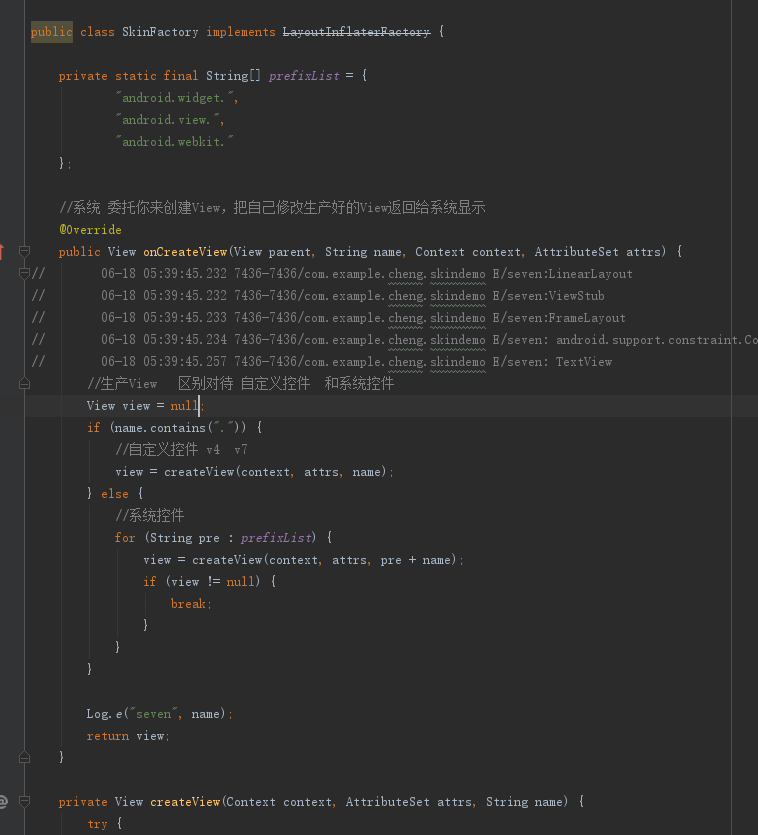 public class SkinFactory implements LayoutInflaterFactory {
private static final String[] prefixList = {
"android.widget.",
"android.view.",
"android.webkit."
};
//系统 委托你来创建View，把自己修改生产好的View返回给系统显示
@Override
public View onCreateView(View parent, String name, Context context, AttributeSet attrs) {
// 06-18 05:39:45.232 7436-7436/com.example.cheng.skindemo E/seven:LinearLayout
// 06-18 05:39:45.232 7436-7436/com.example.cheng.skindemo E/seven:ViewStub
// 06-18 05:39:45.233 7436-7436/com.example.cheng.skindemo E/seven:FrameLayout
// 06-18 05:39:45.234 7436-7436/com.example.cheng.skindemo E/seven: android.support.constraint.Co
// 06-18 05:39:45.257 7436-7436/com.example.cheng.skindemo E/seven: TextView
//生产View 区别对待 自定义控件 和系统控件
View view = null;
if (name.contains(".")) {
//自定义控件 v4 v7
view = createView(context, attrs, name);
} else {
//系统控件
for (String pre : prefixList) {
view = createView(context, attrs, pre + name);
if (view != null) {
break;
}
}
}
Log.e("seven", name);
return view;
}
private View createView(Context context, AttributeSet attrs, String name) {
try {